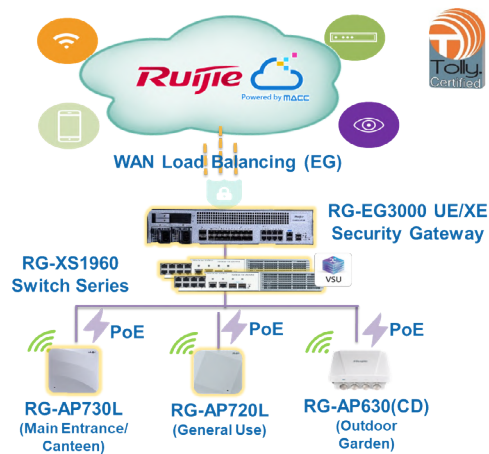 Ruijie
Powered by MACC
Tolly.
Certified
WAN Load Balancing (EG)
RG-EG3000 UE/XE
Security Gateway
RG-XS1960
Switch Series
VSU
PoE
PoE
PoE
RG-AP730L
(Main Entrance/
Canteen)
RG-AP720L
(General Use)
RG-AP630(CD)
(Outdoor
Garden)